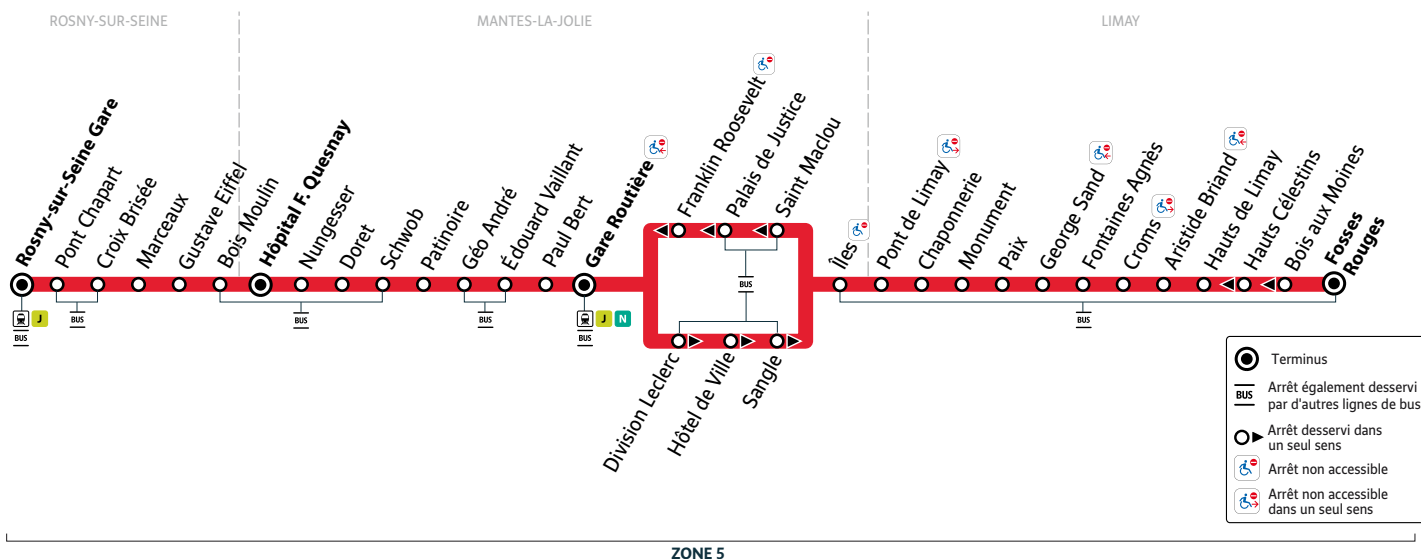 ROSNY-SUR-SEINE
MANTES-LA-JOLIE
LIMAY
Rosny-sur-Seine Gare
Pont Chapart
Croix Brisée
Marceaux
Gustave Eiffel
Bois Moulin
Hôpital F. Quesnay
Nungesser
Doret
Schwob
Patinoire
Géo André
Édouard Vaillant
Paul Bert
Gare Routière
Franklin Roosevelt
Palais de Justice
Saint Maclou
Division Leclerc
Hôtel de Ville
Sangle
Îles
Pont de Limay
Chaponnerie
Monument
Paix
George Sand
Fontaines Agnès
Croms
Aristide Briand
Hauts de Limay
Hauts Célestins
Bois aux Moines
Fosses
Rouges
J
BUS
BUS
BUS
BUS
J N
BUS
BUS
BUS
Terminus
BUS
Arrêt également desservi
par d'autres lignes de bus
Arrêt desservi dans
un seul sens
Arrêt non accessible
Arrêt non accessible
dans un seul sens
ZONE 5